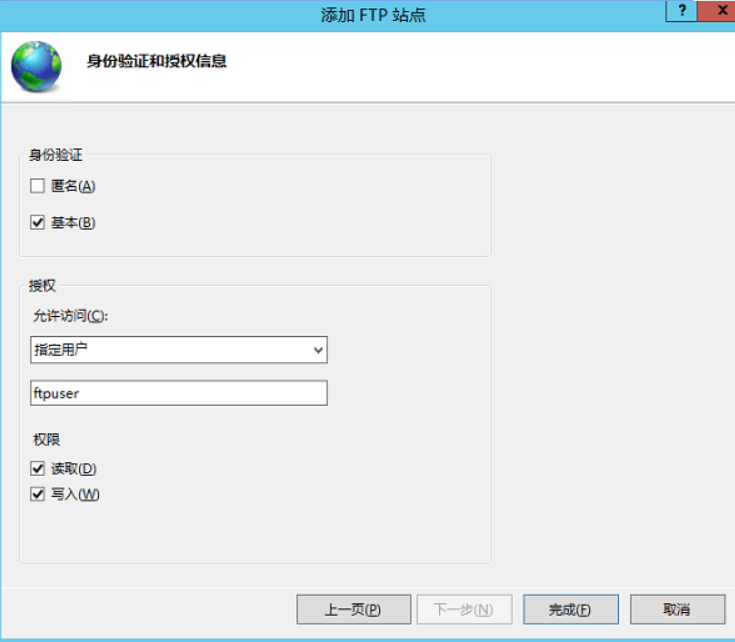 添加 FTP 站点
?
x
身份验证和授权信息
身份验证
匿名(A)
基本(B)
授权
允许访问(C):
指定用户
ftpuser
权限
读取(D)
写入(W)
上一页(P) 下一步(N) 完成(F) 取消